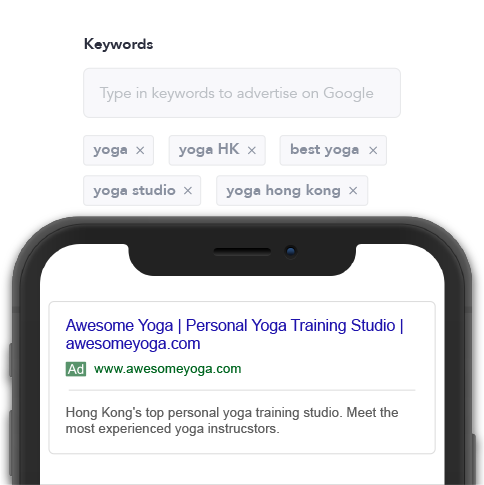 Keywords
Type in keywords to advertise on Google
yoga × yoga HK × best yoga ×
yoga studio × yoga hong kong ×
Awesome Yoga | Personal Yoga Training Studio |
awesomeyoga.com
Ad www.awesomeyoga.com
Hong Kong's top personal yoga training studio. Meet the
most experienced yoga instrucstors.